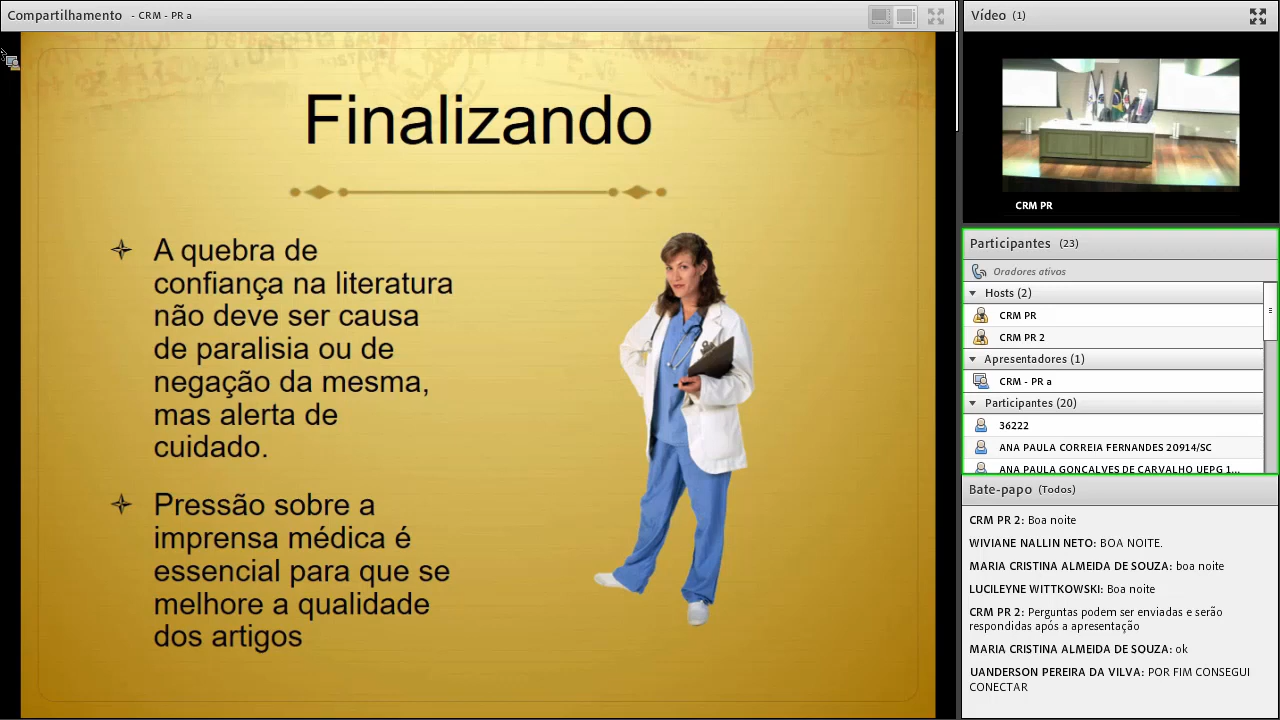 Compartilhamento - CRM - PR a
Finalizando
A quebra de
confiança na literatura
não deve ser causa
de paralisia ou de
negação da mesma,
mas alerta de
cuidado.
Pressão sobre a
imprensa médica é
essencial para que se
melhore a qualidade
dos artigos
Vídeo (1)
CRM PR
Participantes (23)
Oradores ativos
Hosts (2)
CRM PR
CRM PR 2
Apresentadores (1)
CRM - PR a
Participantes (20)
36222
ANA PAULA CORREIA FERNANDES 20914/SC
ANA PAULA GONCALVES DE CARVALHO UEPG 1...
Bate-papo (Todos)
CRM PR 2: Boa noite
WIVIANE NALLIN NETO: BOA NOITE.
MARIA CRISTINA ALMEIDA DE SOUZA: boa noite
LUCILEYNE WITTKOWSKI: Boa noite
CRM PR 2: Perguntas podem ser enviadas e serão
respondidas após a apresentação
MARIA CRISTINA ALMEIDA DE SOUZA: ok
UANDERSON PEREIRA DA VILVA: POR FIM CONSEGUI
CONECTAR